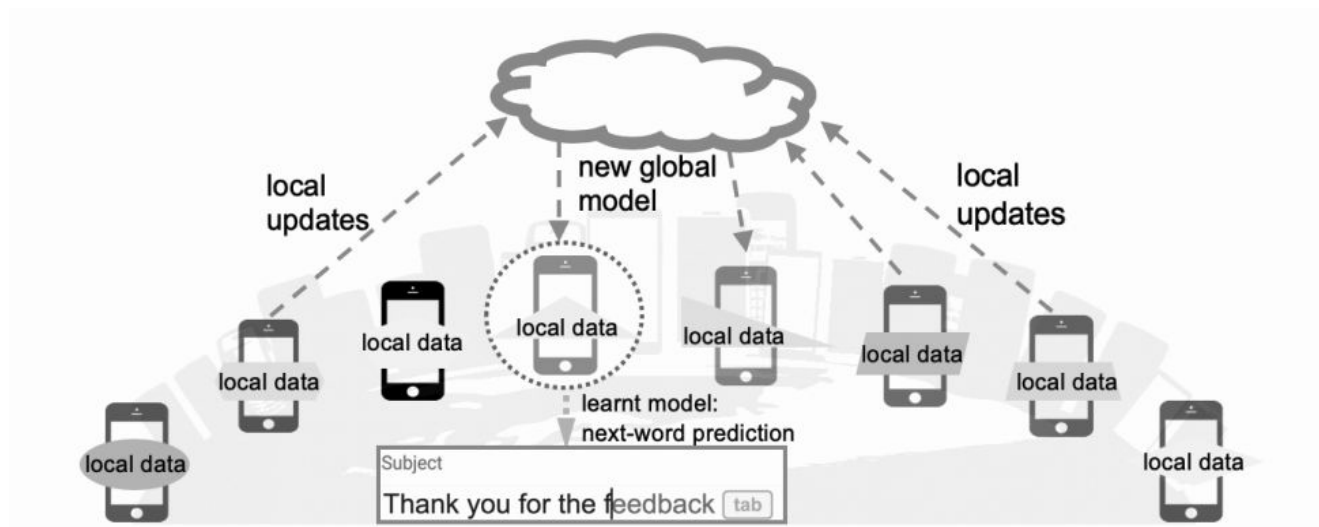 local
updates
new global
model
local
updates
local data
local data
local data
local data
local data
local data
local data
local data
learnt model:
next-word prediction
Subject
Thank you for the feedback tab